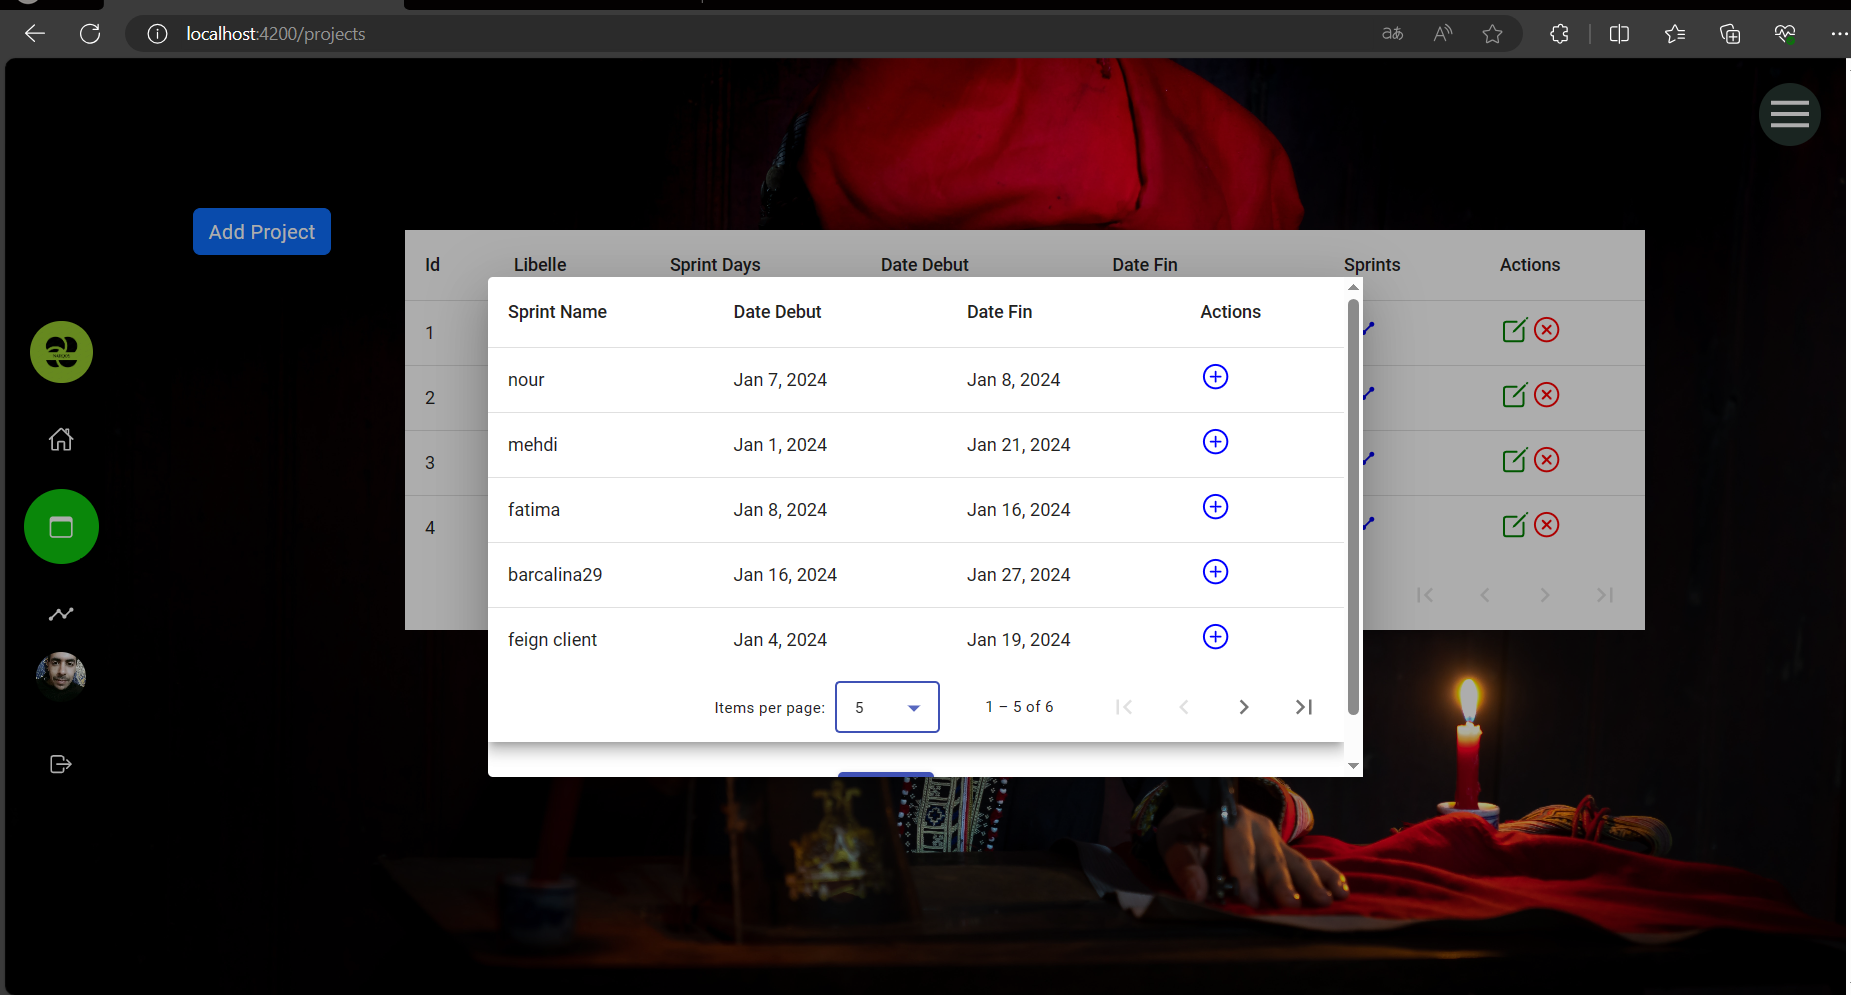 localhost:4200/projects
Add Project
Id Libelle Sprint Days Date Debut Date Fin Sprints Actions
1
2
3
4
Sprint Name Date Debut Date Fin Actions
nour Jan 7, 2024 Jan 8, 2024
mehdi Jan 1, 2024 Jan 21, 2024
fatima Jan 8, 2024 Jan 16, 2024
barcalina29 Jan 16, 2024 Jan 27, 2024
feign client Jan 4, 2024 Jan 19, 2024
Items per page: 5 1 – 5 of 6